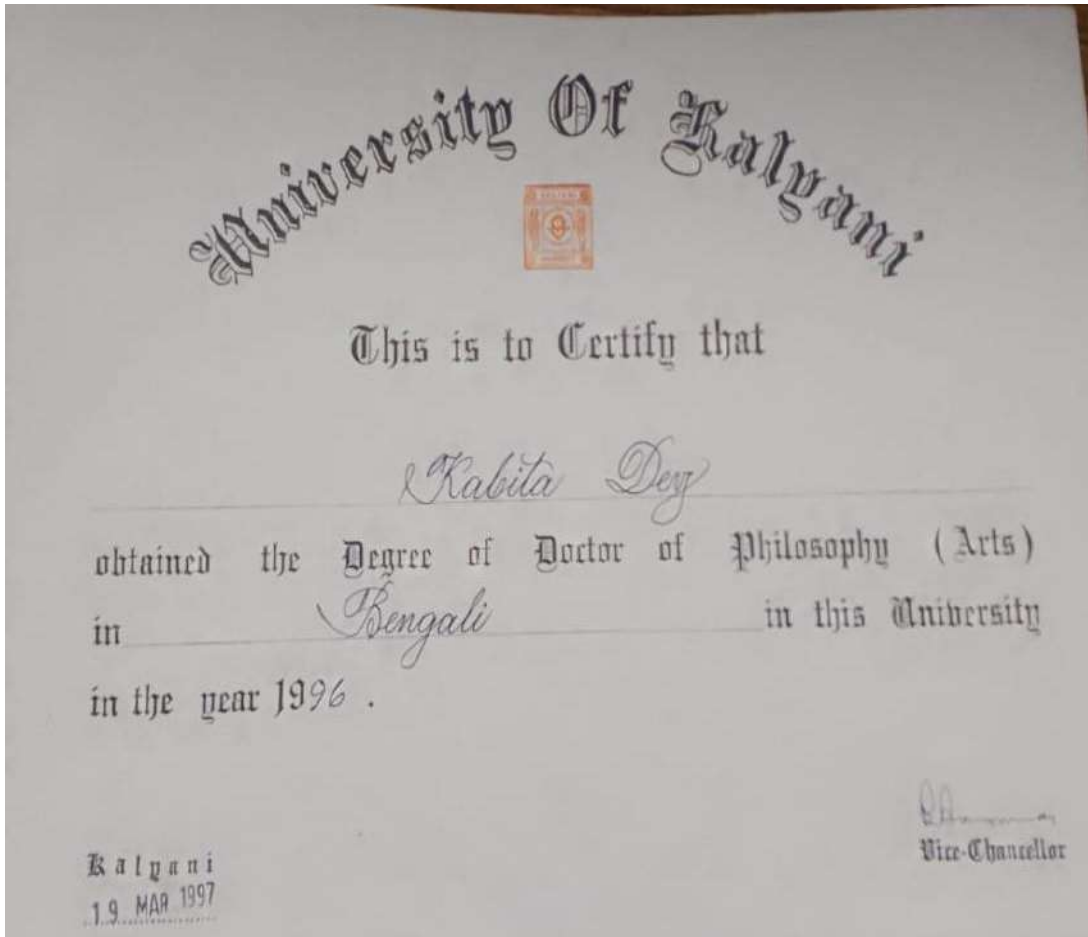 University Of Kalyani
This is to Certify that
Kabita Dey
obtained the Degree of Doctor of Philosophy (Arts)
in Bengali in this University
in the year 1996 .
Vice-Chancellor
Kalyani
19 MAR 1997